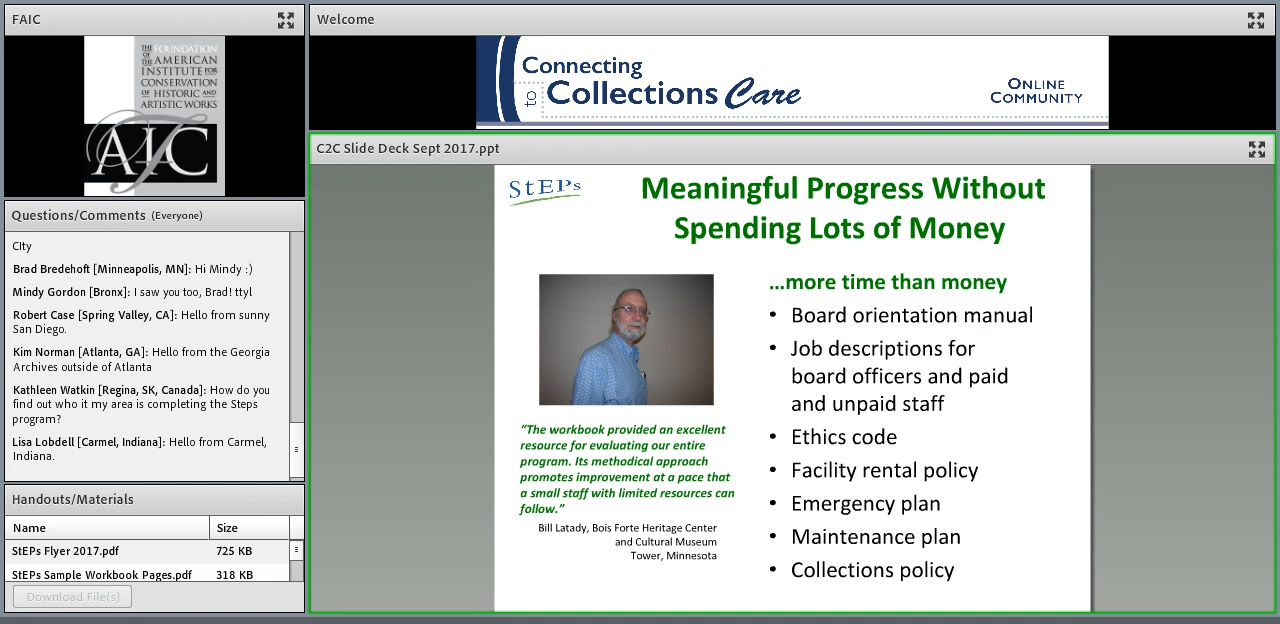 FAIC
THE FOUNDATION
OF THE AMERICAN
INSTITUTE FOR
CONSERVATION
OF HISTORIC AND
ARTISTIC WORKS
AIC
Questions/Comments (Everyone)
CIty
Brad Bredehoft [Minneapolis, MN]: Hi Mindy :)
Mindy Gordon [Bronx]: I saw you too, Brad! ttyl
Robert Case [Spring Valley, CA]: Hello from sunny
San Diego.
Kim Norman [Atlanta, GA]: Hello from the Georgia
Archives outside of Atlanta
Kathleen Watkin [Regina, SK, Canada]: How do you
find out who it my area is completing the Steps
program?
Lisa Lobdell [Carmel, Indiana]: Hello from Carmel,
Indiana.
Handouts/Materials
Name Size
StEPs Flyer 2017.pdf 725 KB
StEPs Sample Workbook Pages.pdf 318 KB
Download File(s)
Welcome
Connecting
to Collections Care
ONLINE
COMMUNITY
C2C Slide Deck Sept 2017.ppt
StEPs
Meaningful Progress Without
Spending Lots of Money
“The workbook provided an excellent
resource for evaluating our entire
program. Its methodical approach
promotes improvement at a pace that
a small staff with limited resources can
follow.”
Bill Latady, Bois Forte Heritage Center
and Cultural Museum
Tower, Minnesota
...more time than money
• Board orientation manual
• Job descriptions for
board officers and paid
and unpaid staff
• Ethics code
• Facility rental policy
• Emergency plan
• Maintenance plan
• Collections policy